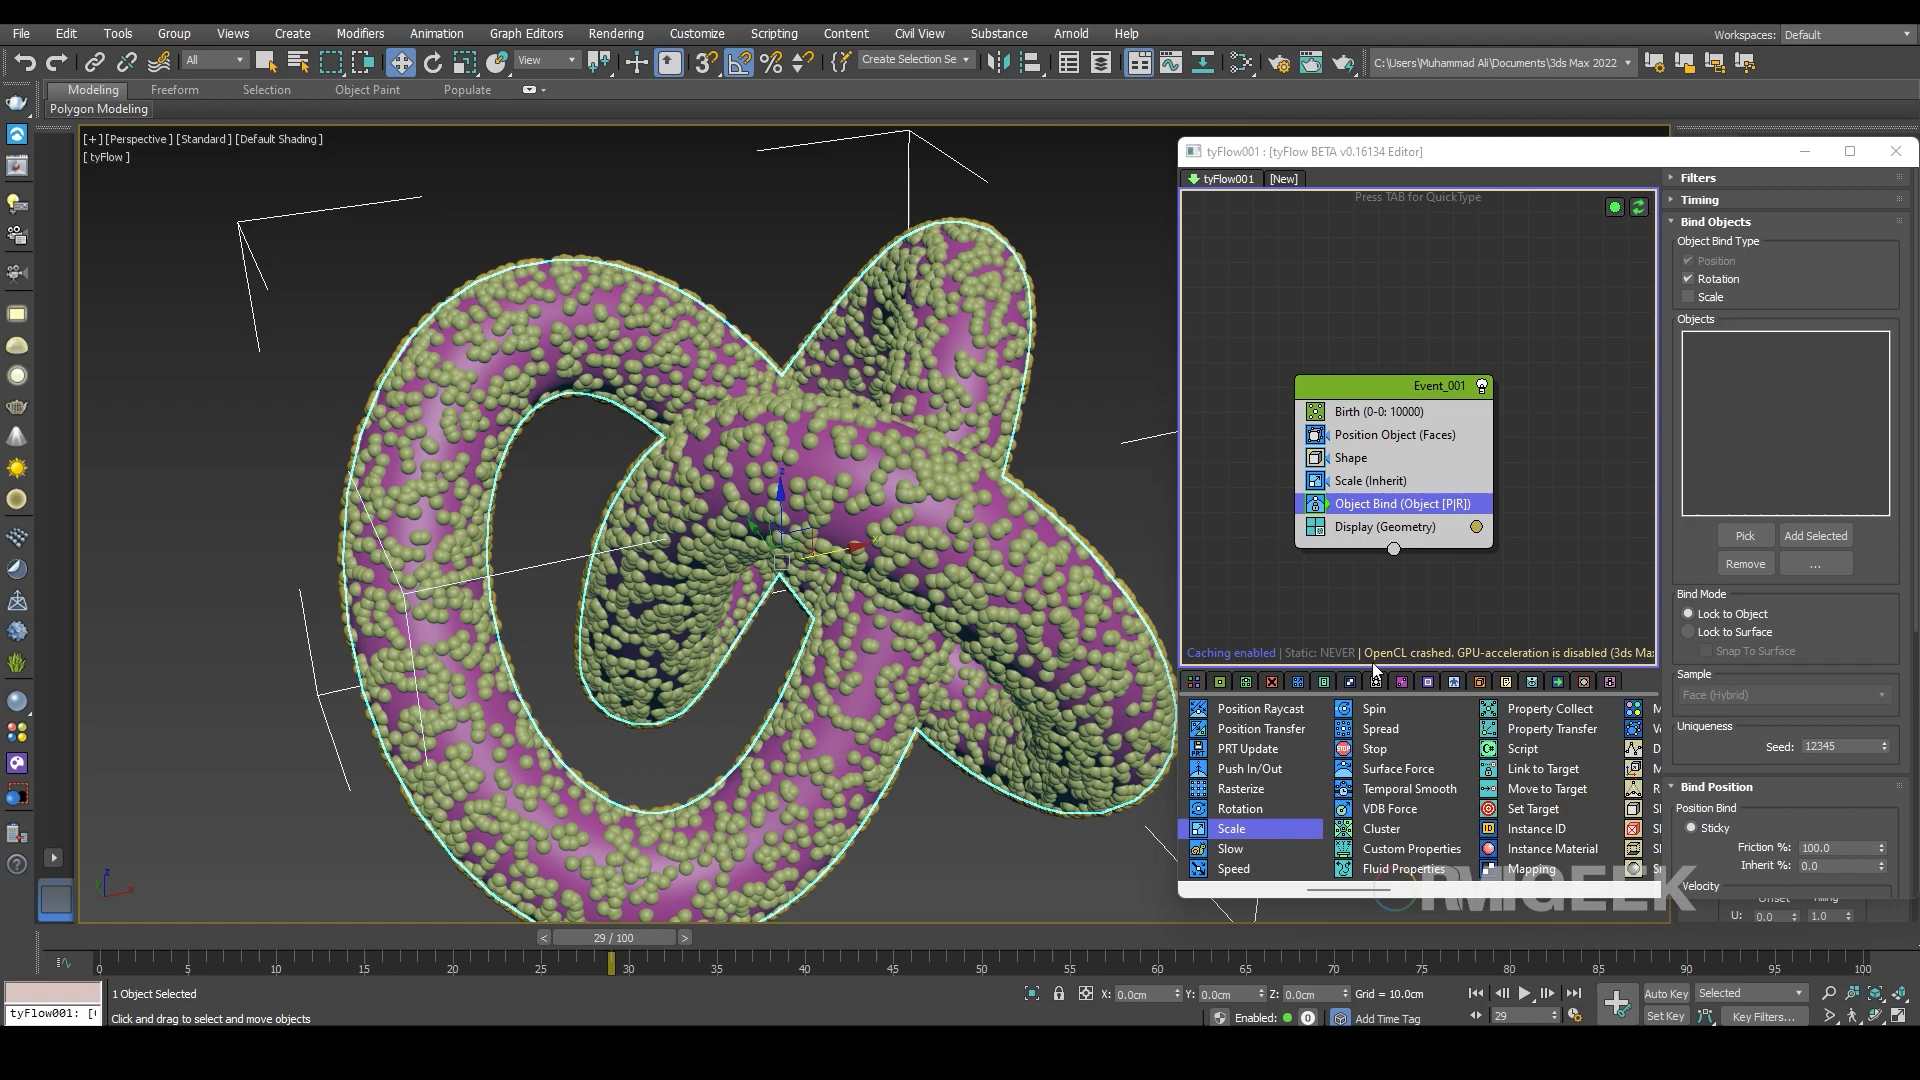 File Edit Tools Group Views Create Modifiers Animation Graph Editors Rendering Customize Scripting Content Civil View Substance Arnold Help
Workspaces: Default
All
View
Create Selection Se
C:\Users\Muhammad Ali\Documents\3ds Max 2022
Modeling Freeform Selection Object Paint Populate
Polygon Modeling
[+] [Perspective] [Standard] [Default Shading]
[ tyFlow ]
tyFlow001 : [tyFlow BETA v0.16134 Editor]
tyFlow001 [New]
Press TAB for QuickType
Event_001
Birth (0-0: 10000)
Position Object (Faces)
Shape
Scale (Inherit)
Object Bind (Object [P|R])
Display (Geometry)
Caching enabled | Static: NEVER | OpenCL crashed. GPU-acceleration is disabled (3ds Ma
Position Raycast Spin Property Collect
Position Transfer Spread Property Transfer
PRT Update Stop Script
Push In/Out Surface Force Link to Target
Rasterize Temporal Smooth Move to Target
Rotation VDB Force Set Target
Scale Cluster Instance ID
Slow Custom Properties Instance Material
Speed Fluid Properties Mapping
Filters
Timing
Bind Objects
Object Bind Type
Position
Rotation
Scale
Objects
Pick Add Selected
Remove ...
Bind Mode
Lock to Object
Lock to Surface
Snap To Surface
Sample
Face (Hybrid)
Uniqueness
Seed: 12345
Bind Position
Position Bind
Sticky
Friction %: 100.0
Inherit %: 0.0
Velocity
U: 0.0 1.0
RMIGEEK
z
x
29 / 100
0 5 10 15 20 25 30 35 40 45 50 55 60 65 70 75 80 85 90 95 100
1 Object Selected
X: 0.0cm Y: 0.0cm Z: 0.0cm Grid = 10.0cm
Auto Key Selected
tyFlow001: [
Click and drag to select and move objects
Enabled: 0 Add Time Tag
29
Set Key Key Filters...